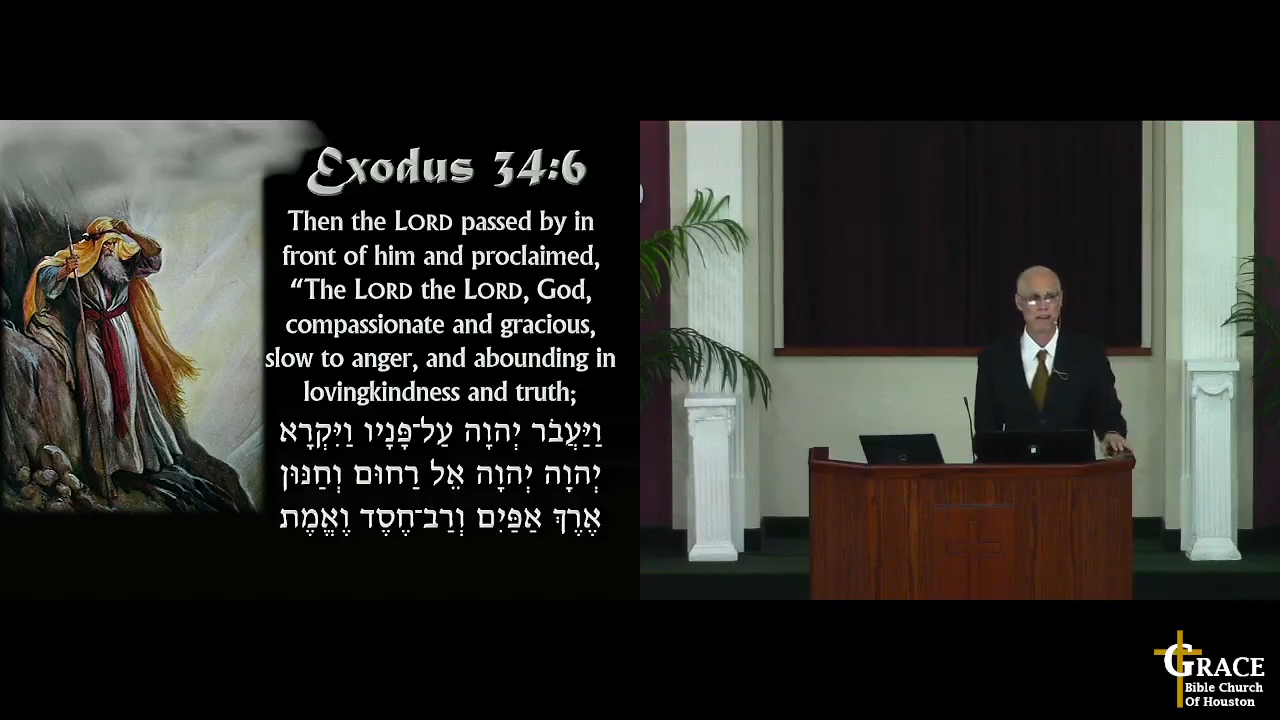 Exodus 34:6
Then the LORD passed by in
front of him and proclaimed,
“The LORD the LORD, God,
compassionate and gracious,
slow to anger, and abounding in
lovingkindness and truth;
וַיַּעֲבֹר יְהוָה עַל־פָּנָיו וַיִּקְרָא
יְהוָה יְהוָה אֵל רַחוּם וְחַנּוּן
אֶרֶךְ אַפַּיִם וְרַב־חֶסֶד וֶאֱמֶת
GRACE
Bible Church
Of Houston